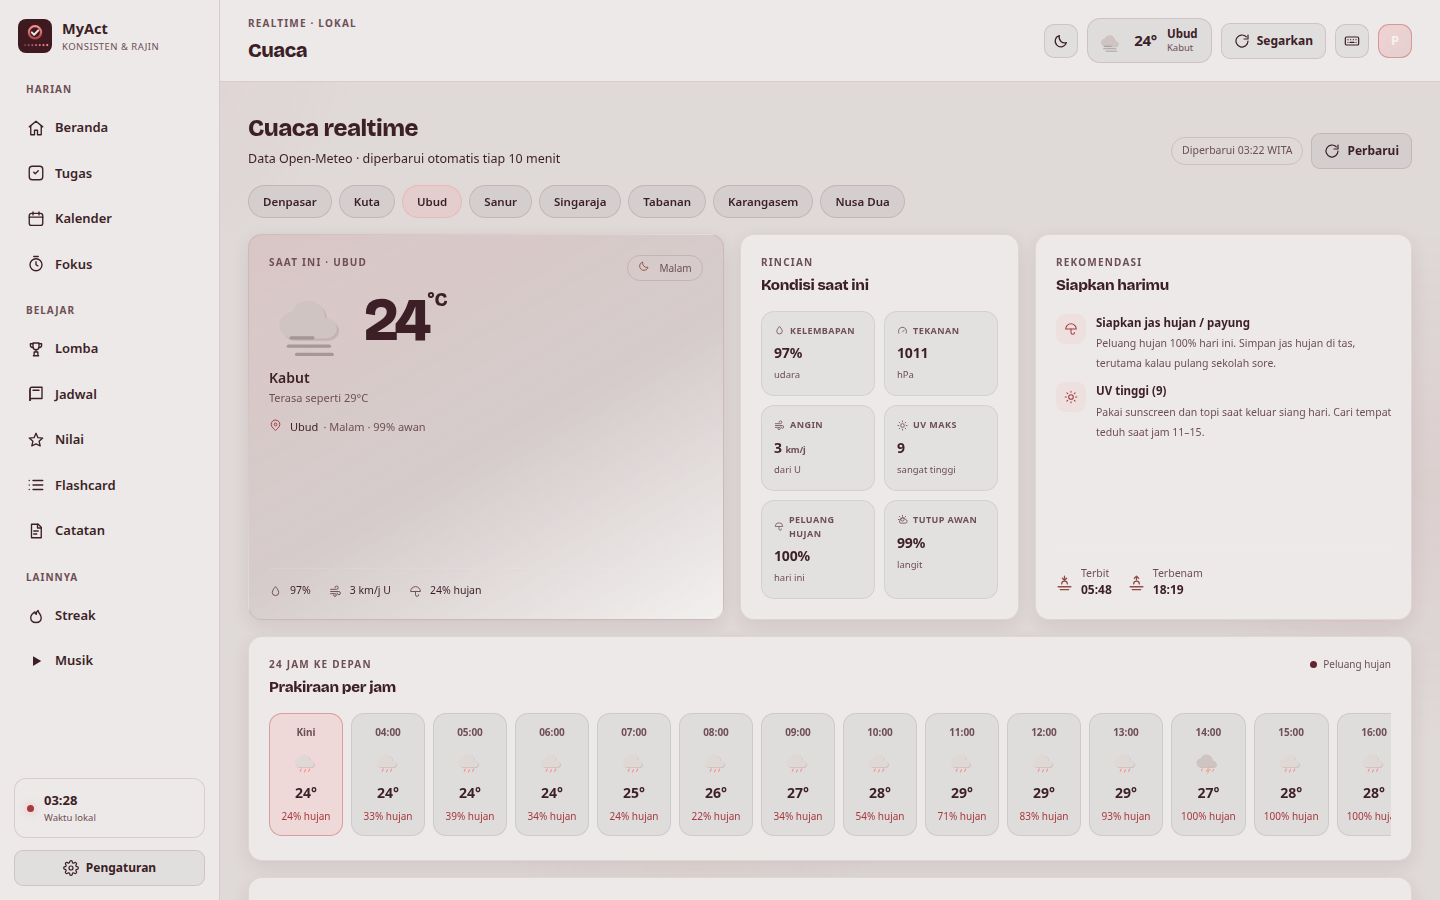 MyAct
KONSISTEN & RAJIN
HARIAN
Beranda
Tugas
Kalender
Fokus
BELAJAR
Lomba
Jadwal
Nilai
Flashcard
Catatan
LAINNYA
Streak
Musik
03:28
Waktu lokal
Pengaturan
REALTIME · LOKAL
Cuaca
24°
Ubud
Kabut
Segarkan
P
Cuaca realtime
Data Open-Meteo · diperbarui otomatis tiap 10 menit
Diperbarui 03:22 WITA
Perbarui
Denpasar
Kuta
Ubud
Sanur
Singaraja
Tabanan
Karangasem
Nusa Dua
SAAT INI · UBUD
Malam
24°C
Kabut
Terasa seperti 29°C
Ubud · Malam · 99% awan
97%
3 km/j U
24% hujan
RINCIAN
Kondisi saat ini
KELEMBAPAN
97%
udara
TEKANAN
1011
hPa
ANGIN
3 km/j
dari U
UV MAKS
9
sangat tinggi
PELUANG
HUJAN
100%
hari ini
TUTUP AWAN
99%
langit
REKOMENDASI
Siapkan harimu
Siapkan jas hujan / payung
Peluang hujan 100% hari ini. Simpan jas hujan di tas,
terutama kalau pulang sekolah sore.
UV tinggi (9)
Pakai sunscreen dan topi saat keluar siang hari. Cari tempat
teduh saat jam 11–15.
Terbit
05:48
Terbenam
18:19
24 JAM KE DEPAN
Prakiraan per jam
Peluang hujan
Kini
24°
24% hujan
04:00
24°
33% hujan
05:00
24°
39% hujan
06:00
24°
34% hujan
07:00
25°
24% hujan
08:00
26°
22% hujan
09:00
27°
34% hujan
10:00
28°
54% hujan
11:00
29°
71% hujan
12:00
29°
83% hujan
13:00
29°
93% hujan
14:00
27°
100% hujan
15:00
28°
100% hujan
16:00
28°
100%